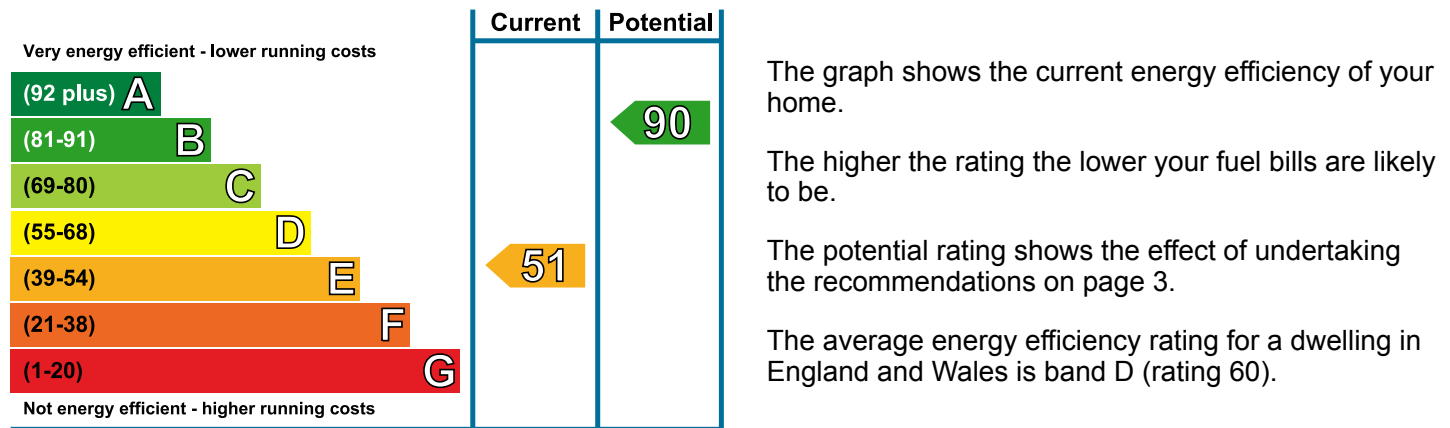 Current Potential
Very energy efficient - lower running costs
(92 plus) A
(81-91) B
(69-80) C
(55-68) D
(39-54) E
(21-38) F
(1-20) G
Not energy efficient - higher running costs
51
90
The graph shows the current energy efficiency of your
home.
The higher the rating the lower your fuel bills are likely
to be.
The potential rating shows the effect of undertaking
the recommendations on page 3.
The average energy efficiency rating for a dwelling in
England and Wales is band D (rating 60).